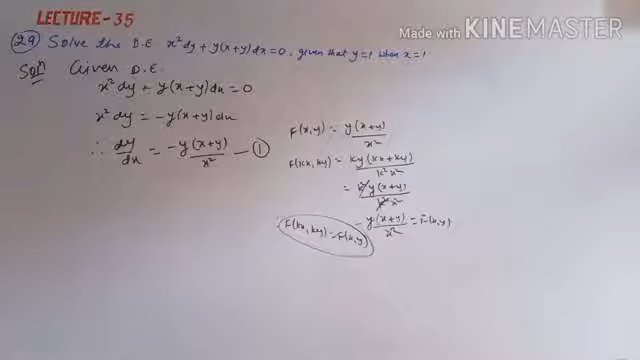 LECTURE-35
Made with KINEMASTER
29 Solve the D.E x²dy + y(x+y)dx = 0, given that y=1 when x=1.
Solⁿ Given D.E.
x²dy + y(x+y)dx = 0
x²dy = -y(x+y)dx
∴ dy/dx = -y(x+y)/x² — ①
F(x,y) = y(x+y)/x²
F(kx,ky) = ky(kx+ky)/k²x²
= k²y(x+y)/k²x²
- y(x+y)/x² = F(x,y)
F(kx,ky) = F(x,y)